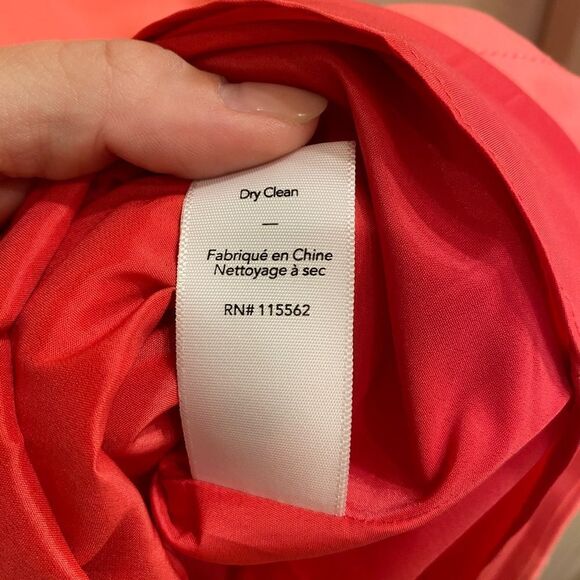 Dry Clean
—
Fabriqué en Chine
Nettoyage à sec
RN# 115562